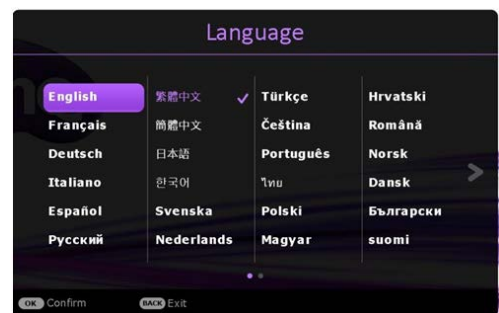 Language
English
Français
Deutsch
Italiano
Español
Русский
繁體中文
簡體中文
日本語
한국어
Svenska
Nederlands
Türkçe
Čeština
Português
ไทย
Polski
Magyar
Hrvatski
Română
Norsk
Dansk
Български
suomi
OK Confirm
BACK Exit